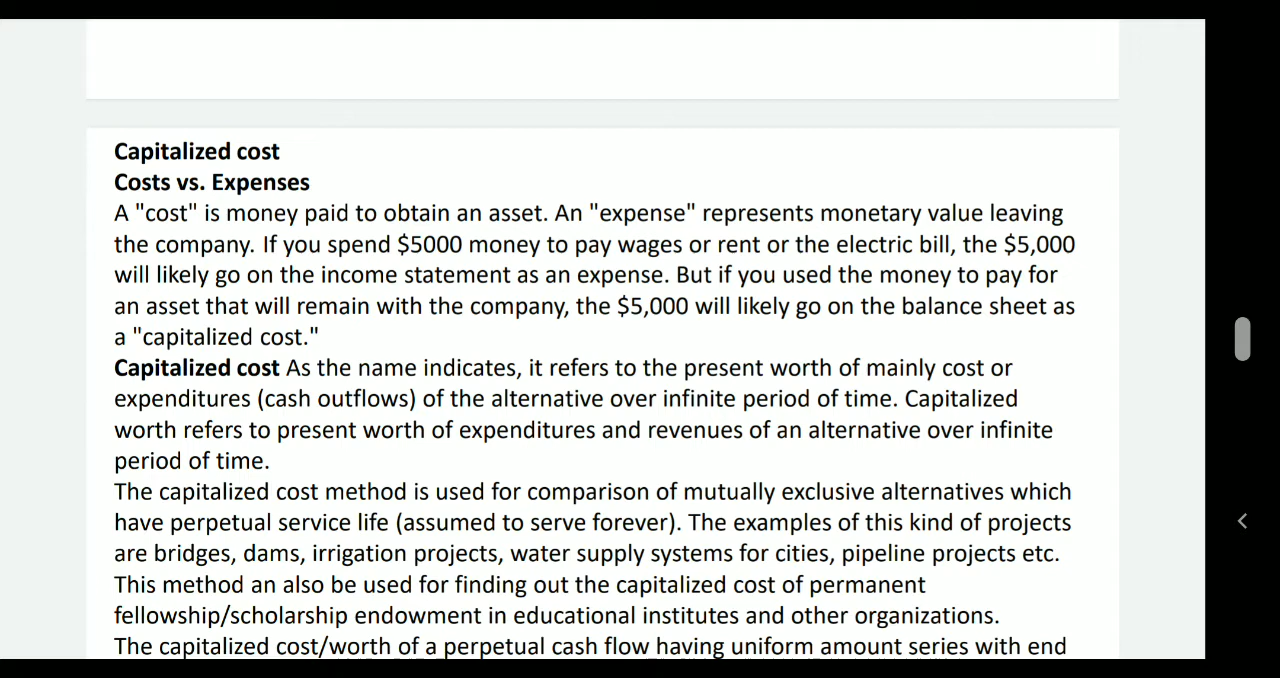 Capitalized cost
Costs vs. Expenses
A "cost" is money paid to obtain an asset. An "expense" represents monetary value leaving
the company. If you spend $5000 money to pay wages or rent or the electric bill, the $5,000
will likely go on the income statement as an expense. But if you used the money to pay for
an asset that will remain with the company, the $5,000 will likely go on the balance sheet as
a "capitalized cost."
Capitalized cost As the name indicates, it refers to the present worth of mainly cost or
expenditures (cash outflows) of the alternative over infinite period of time. Capitalized
worth refers to present worth of expenditures and revenues of an alternative over infinite
period of time.
The capitalized cost method is used for comparison of mutually exclusive alternatives which
have perpetual service life (assumed to serve forever). The examples of this kind of projects
are bridges, dams, irrigation projects, water supply systems for cities, pipeline projects etc.
This method an also be used for finding out the capitalized cost of permanent
fellowship/scholarship endowment in educational institutes and other organizations.
The capitalized cost/worth of a perpetual cash flow having uniform amount series with end